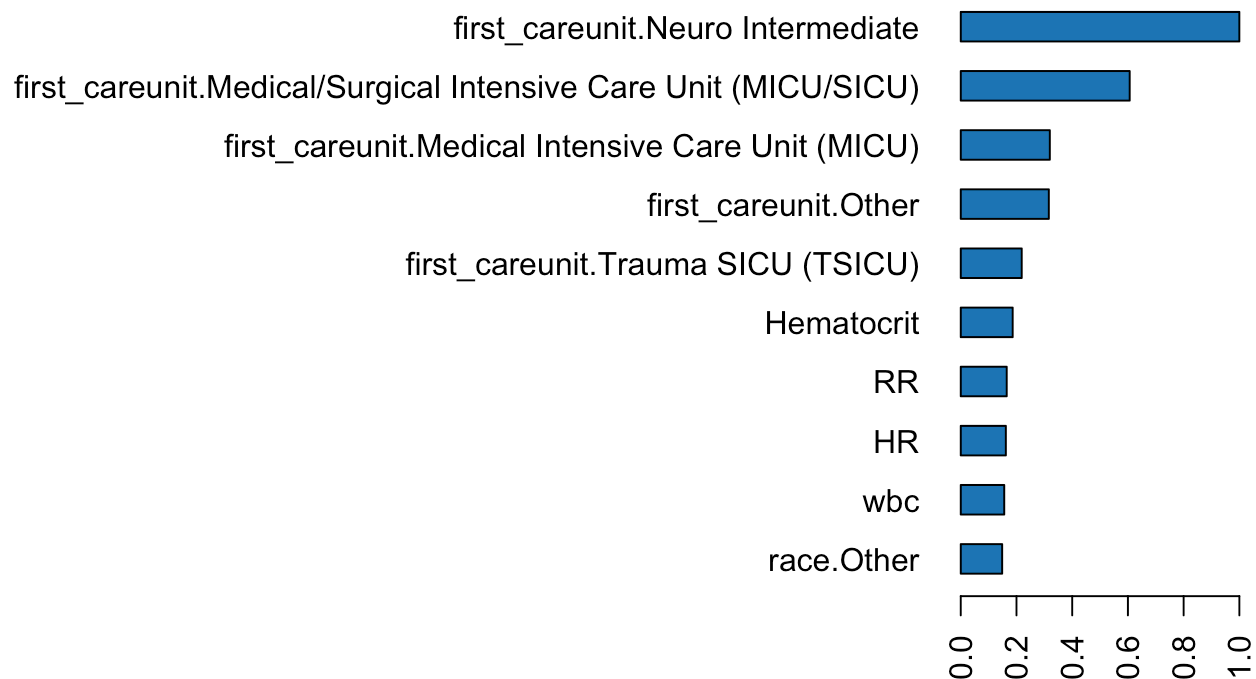 first_careunit.Neuro Intermediate
first_careunit.Medical/Surgical Intensive Care Unit (MICU/SICU)
first_careunit.Medical Intensive Care Unit (MICU)
first_careunit.Other
first_careunit.Trauma SICU (TSICU)
Hematocrit
RR
HR
wbc
race.Other
0.0 0.2 0.4 0.6 0.8 1.0